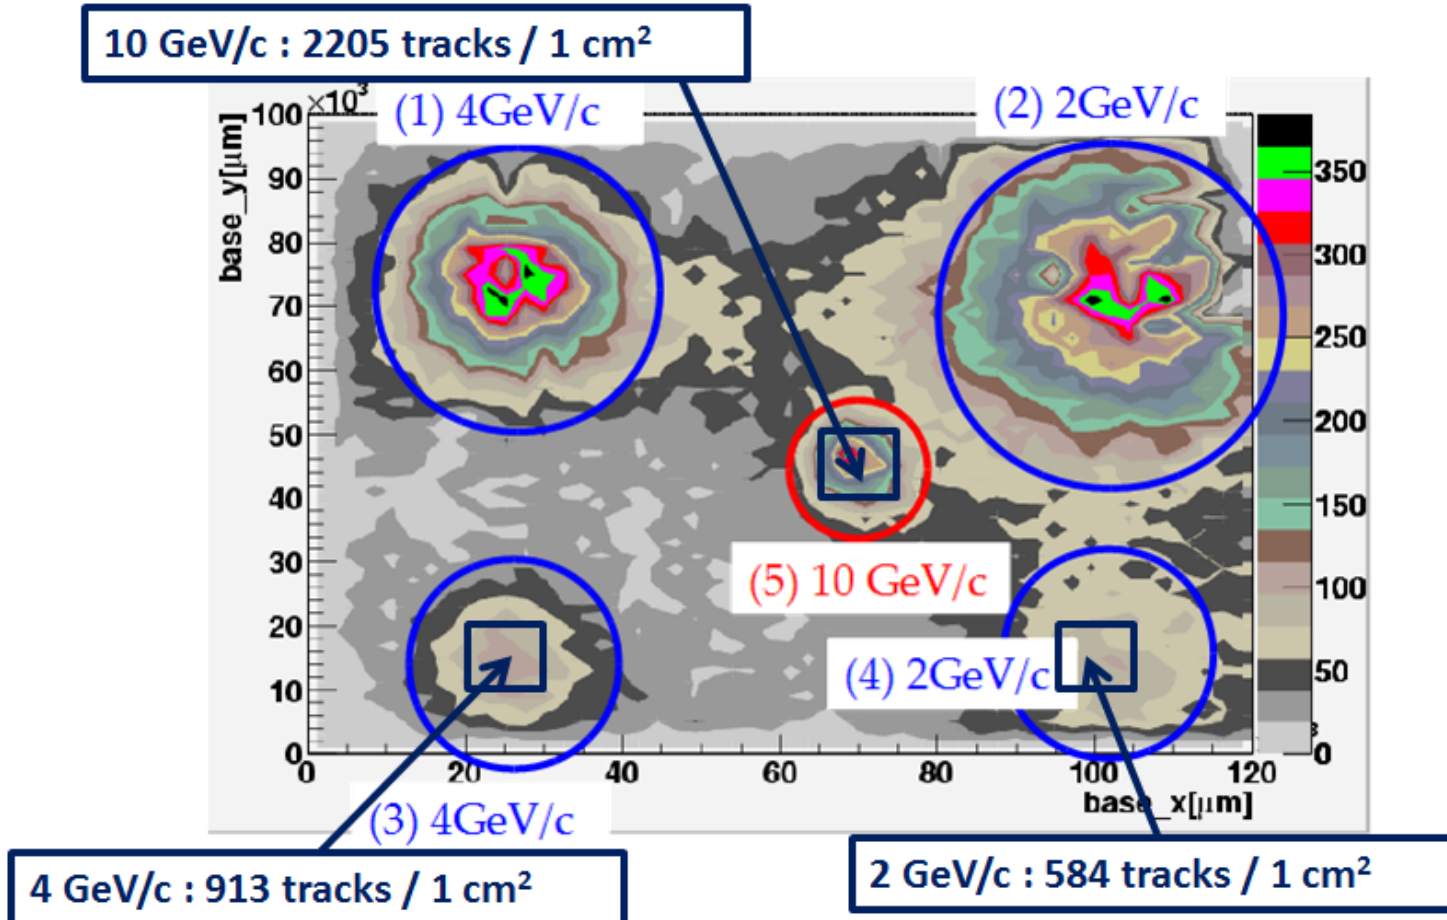 10 GeV/c : 2205 tracks / 1 cm²
×10³
(1) 4GeV/c
(2) 2GeV/c
base_y[μm]
100
90
80
70
60
50
40
30
20
10
0
350
300
250
200
150
100
50
0
(5) 10 GeV/c
(4) 2GeV/c
0 20 40 60 80 100 120
base_x[μm]
(3) 4GeV/c
4 GeV/c : 913 tracks / 1 cm²
2 GeV/c : 584 tracks / 1 cm²